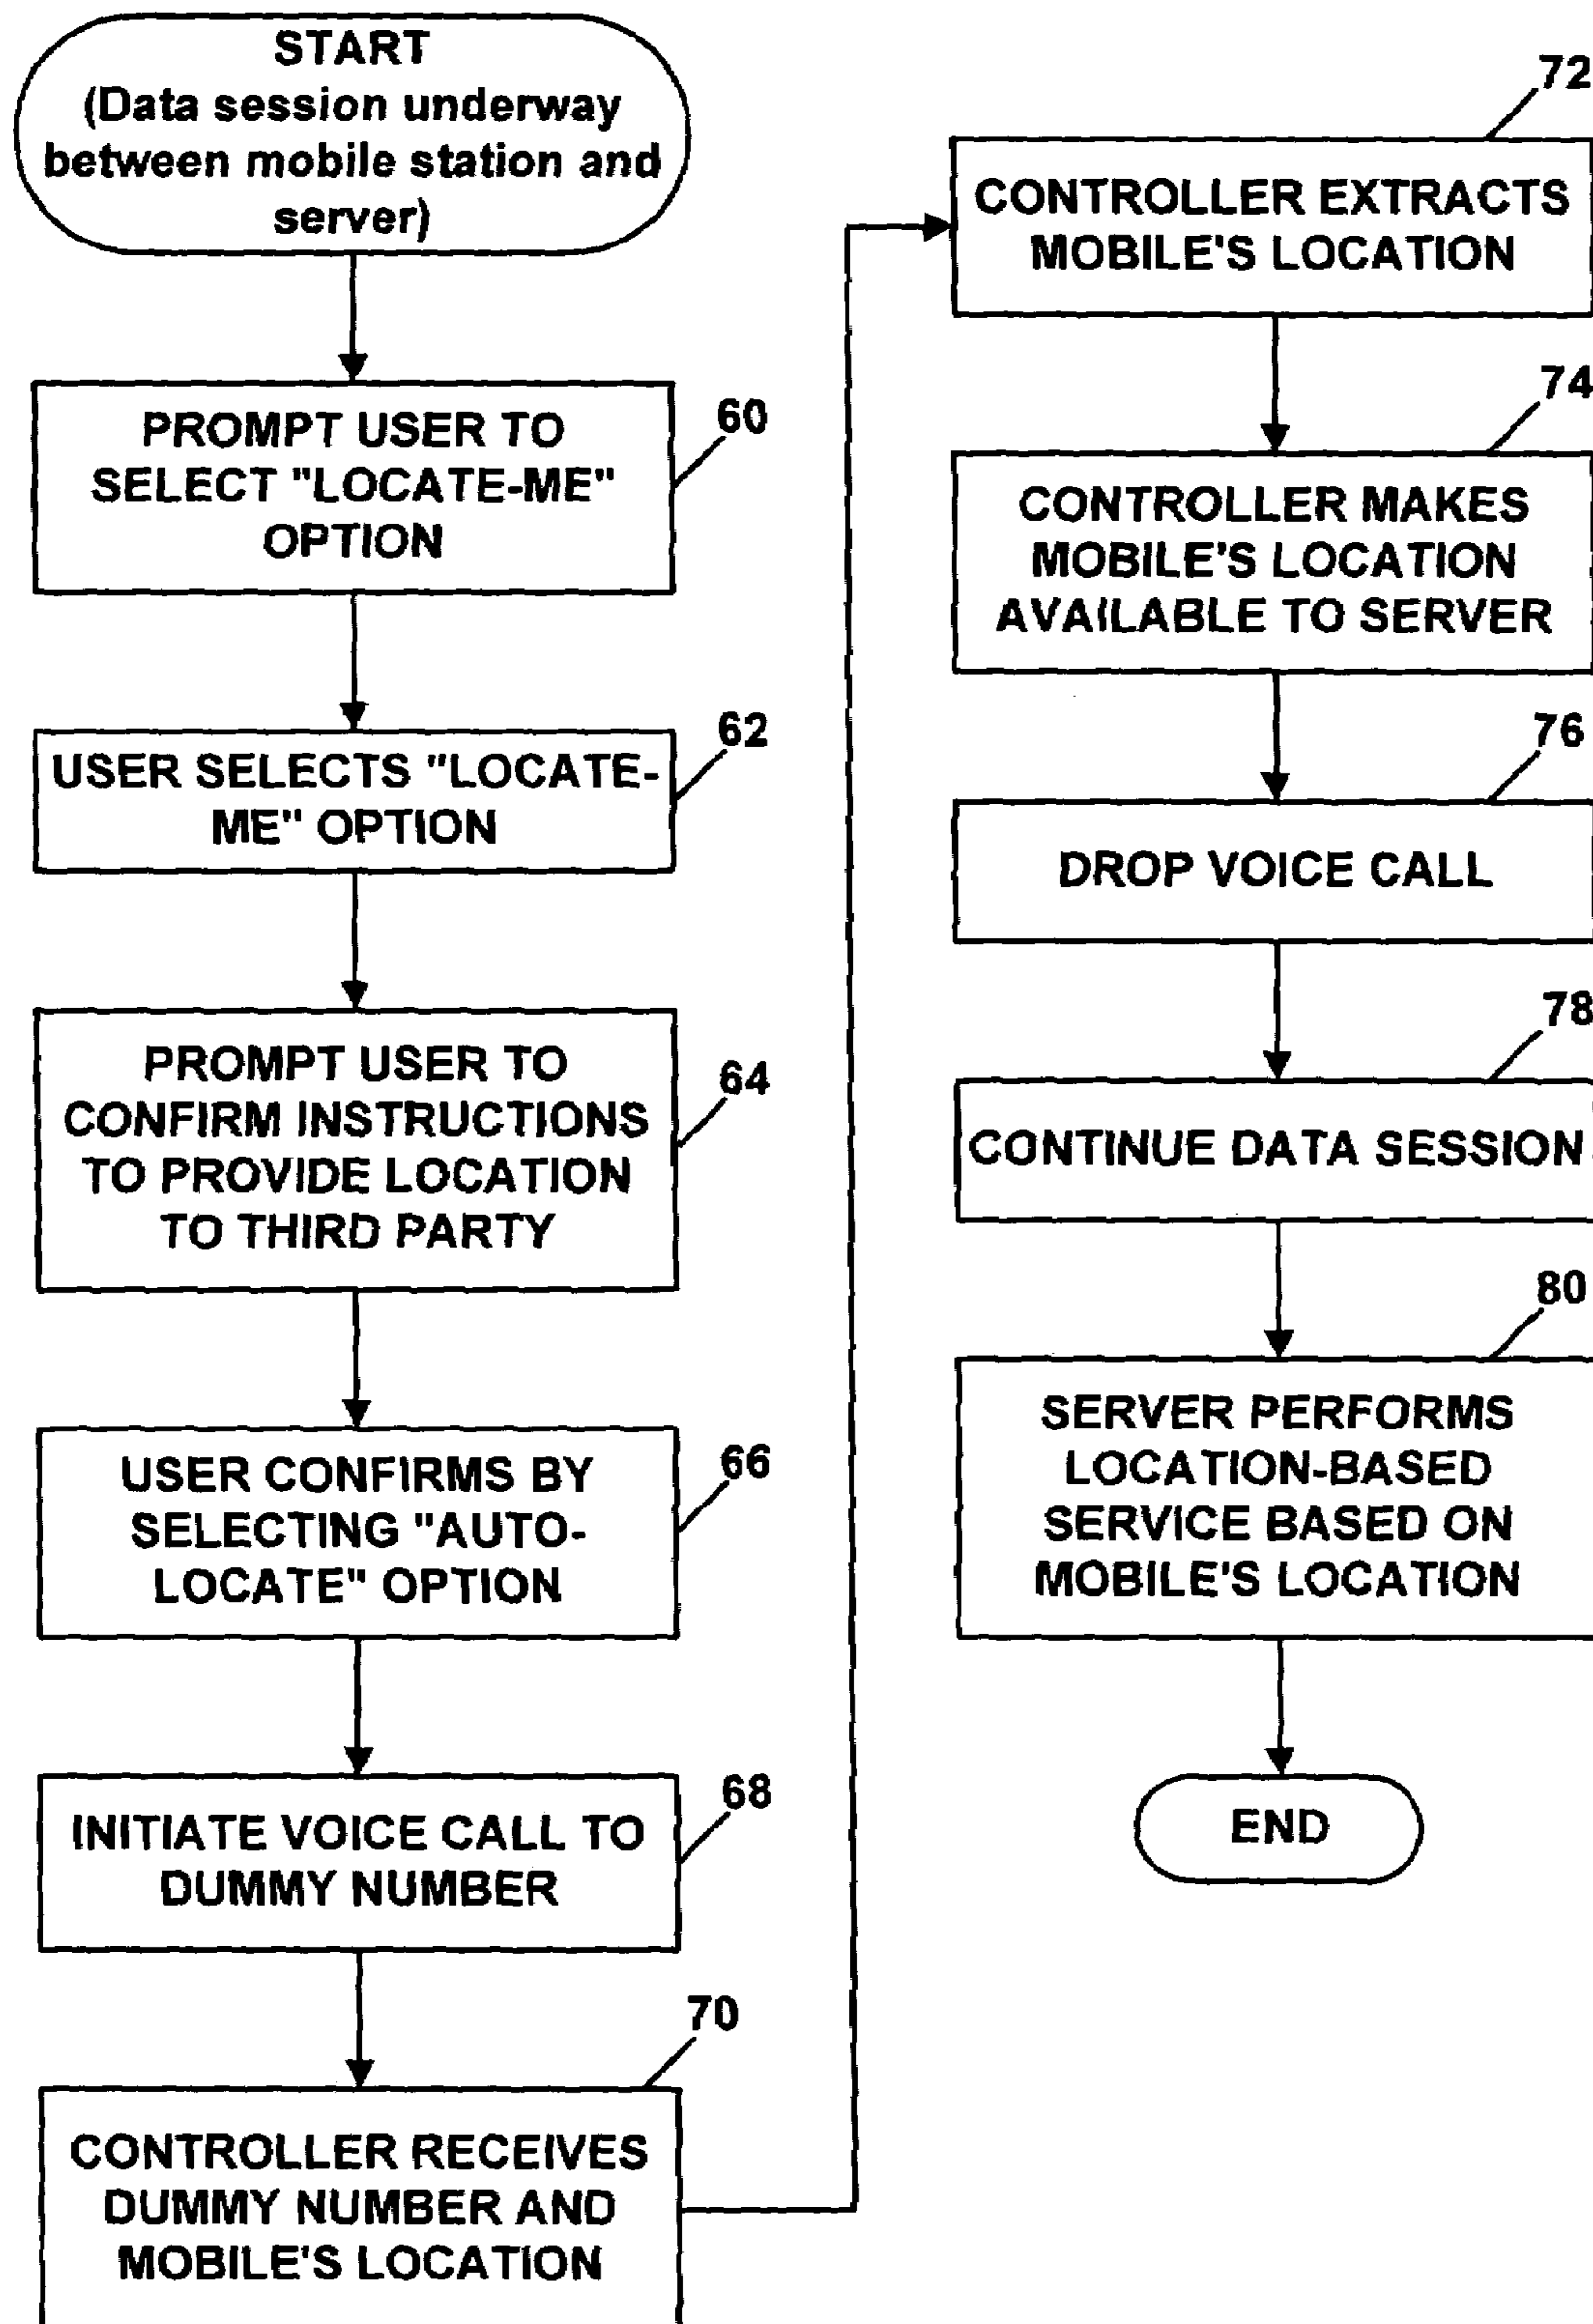 START
(Data session underway
between mobile station and
server)
PROMPT USER TO
SELECT "LOCATE-ME"
OPTION
60
USER SELECTS "LOCATE-
ME" OPTION
62
PROMPT USER TO
CONFIRM INSTRUCTIONS
TO PROVIDE LOCATION
TO THIRD PARTY
64
USER CONFIRMS BY
SELECTING "AUTO-
LOCATE" OPTION
66
INITIATE VOICE CALL TO
DUMMY NUMBER
68
70
CONTROLLER RECEIVES
DUMMY NUMBER AND
MOBILE'S LOCATION
72
CONTROLLER EXTRACTS
MOBILE'S LOCATION
74
CONTROLLER MAKES
MOBILE'S LOCATION
AVAILABLE TO SERVER
76
DROP VOICE CALL
78
CONTINUE DATA SESSION
80
SERVER PERFORMS
LOCATION-BASED
SERVICE BASED ON
MOBILE'S LOCATION
END